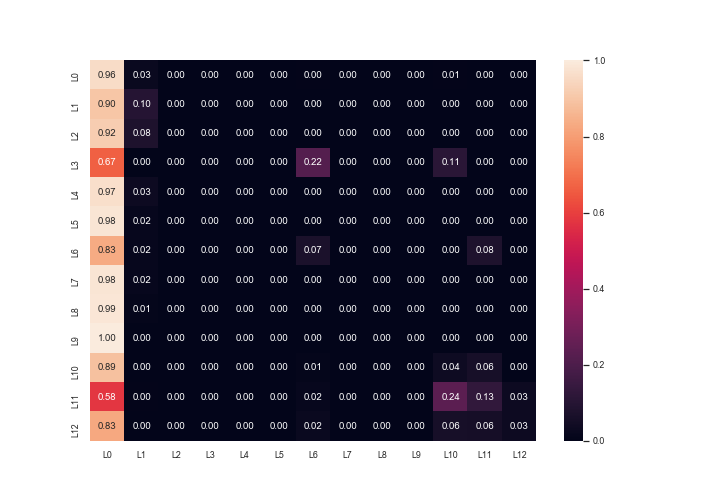 L0 0.96 0.03 0.00 0.00 0.00 0.00 0.00 0.00 0.00 0.00 0.01 0.00 0.00
L1 0.90 0.10 0.00 0.00 0.00 0.00 0.00 0.00 0.00 0.00 0.00 0.00 0.00
L2 0.92 0.08 0.00 0.00 0.00 0.00 0.00 0.00 0.00 0.00 0.00 0.00 0.00
L3 0.67 0.00 0.00 0.00 0.00 0.00 0.22 0.00 0.00 0.00 0.11 0.00 0.00
L4 0.97 0.03 0.00 0.00 0.00 0.00 0.00 0.00 0.00 0.00 0.00 0.00 0.00
L5 0.98 0.02 0.00 0.00 0.00 0.00 0.00 0.00 0.00 0.00 0.00 0.00 0.00
L6 0.83 0.02 0.00 0.00 0.00 0.00 0.07 0.00 0.00 0.00 0.00 0.08 0.00
L7 0.98 0.02 0.00 0.00 0.00 0.00 0.00 0.00 0.00 0.00 0.00 0.00 0.00
L8 0.99 0.01 0.00 0.00 0.00 0.00 0.00 0.00 0.00 0.00 0.00 0.00 0.00
L9 1.00 0.00 0.00 0.00 0.00 0.00 0.00 0.00 0.00 0.00 0.00 0.00 0.00
L10 0.89 0.00 0.00 0.00 0.00 0.00 0.01 0.00 0.00 0.00 0.04 0.06 0.00
L11 0.58 0.00 0.00 0.00 0.00 0.00 0.02 0.00 0.00 0.00 0.24 0.13 0.03
L12 0.83 0.00 0.00 0.00 0.00 0.00 0.02 0.00 0.00 0.00 0.06 0.06 0.03
L0 L1 L2 L3 L4 L5 L6 L7 L8 L9 L10 L11 L12
1.0
0.8
0.6
0.4
0.2
0.0